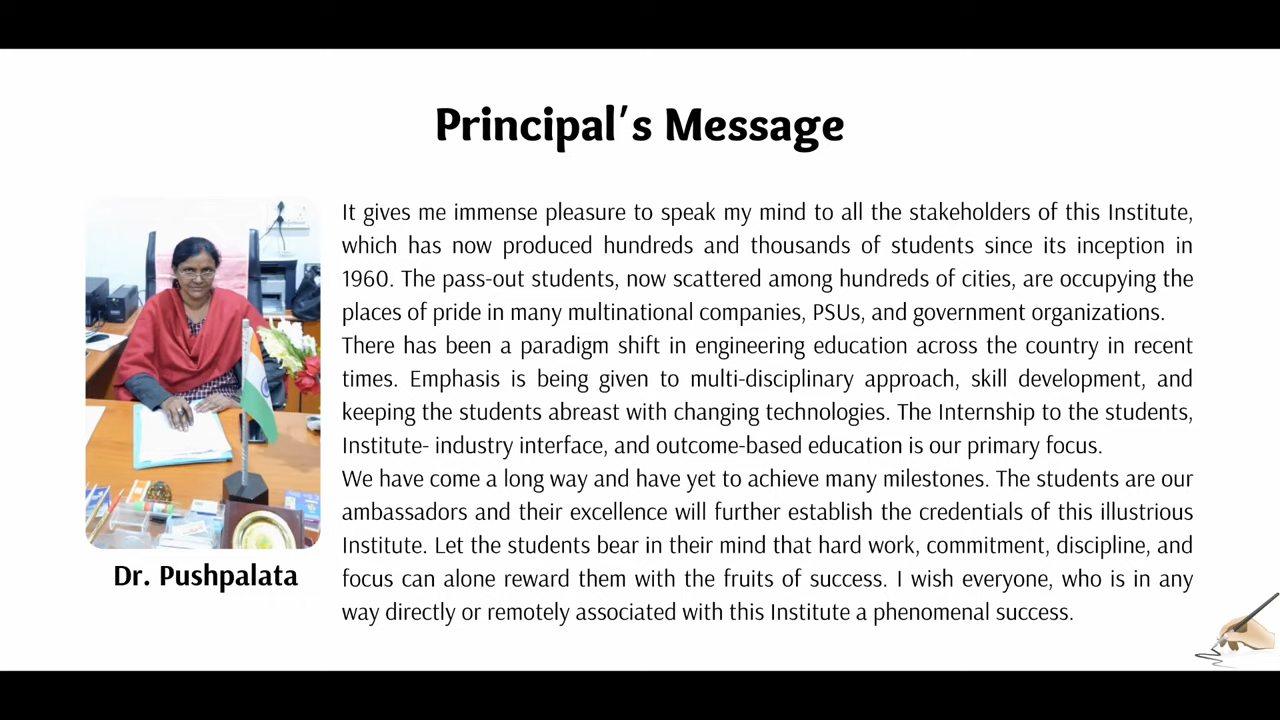 Principal's Message
It gives me immense pleasure to speak my mind to all the stakeholders of this Institute,
which has now produced hundreds and thousands of students since its inception in
1960. The pass-out students, now scattered among hundreds of cities, are occupying the
places of pride in many multinational companies, PSUs, and government organizations.
There has been a paradigm shift in engineering education across the country in recent
times. Emphasis is being given to multi-disciplinary approach, skill development, and
keeping the students abreast with changing technologies. The Internship to the students,
Institute- industry interface, and outcome-based education is our primary focus.
We have come a long way and have yet to achieve many milestones. The students are our
ambassadors and their excellence will further establish the credentials of this illustrious
Institute. Let the students bear in their mind that hard work, commitment, discipline, and
focus can alone reward them with the fruits of success. I wish everyone, who is in any
way directly or remotely associated with this Institute a phenomenal success.
Dr. Pushpalata